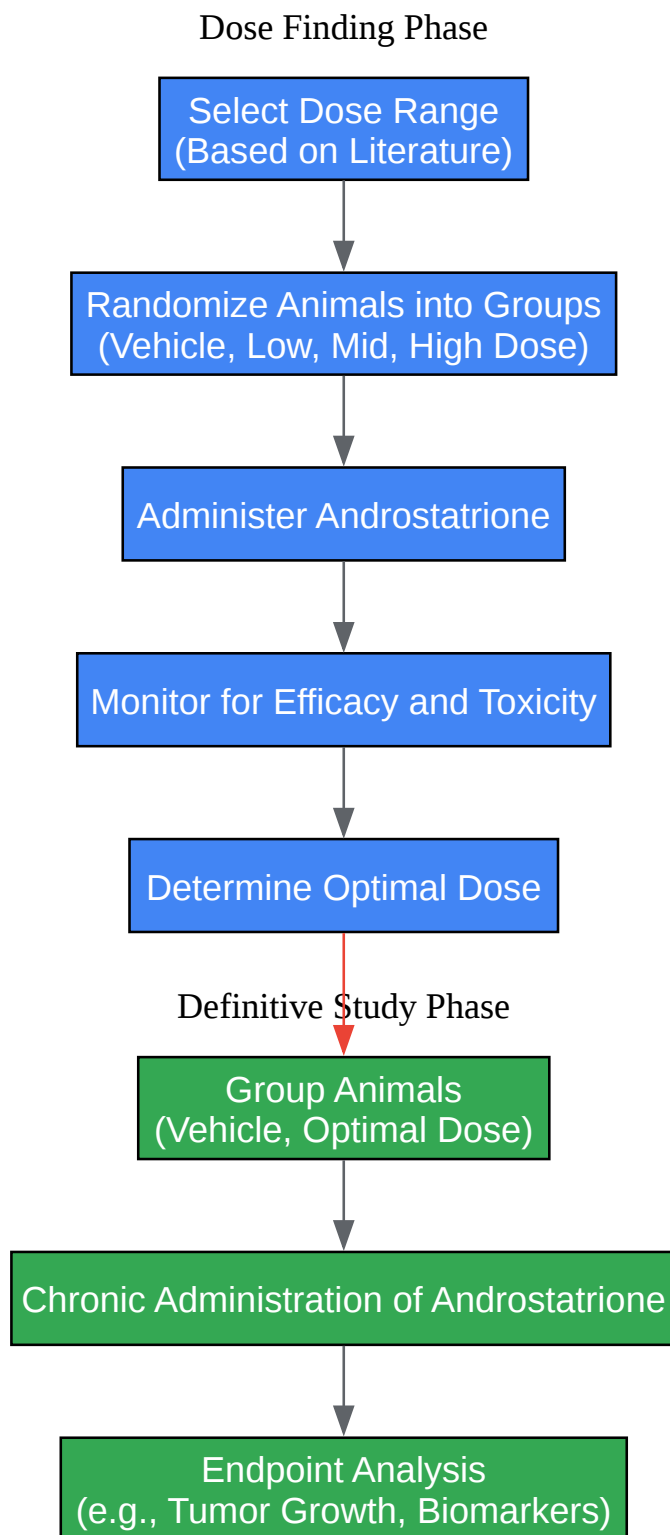 Dose Finding Phase
Select Dose Range
(Based on Literature)
Randomize Animals into Groups
(Vehicle, Low, Mid, High Dose)
Administer Androstatrione
Monitor for Efficacy and Toxicity
Determine Optimal Dose
Definitive Study Phase
Group Animals
(Vehicle, Optimal Dose)
Chronic Administration of Androstatrione
Endpoint Analysis
(e.g., Tumor Growth, Biomarkers)